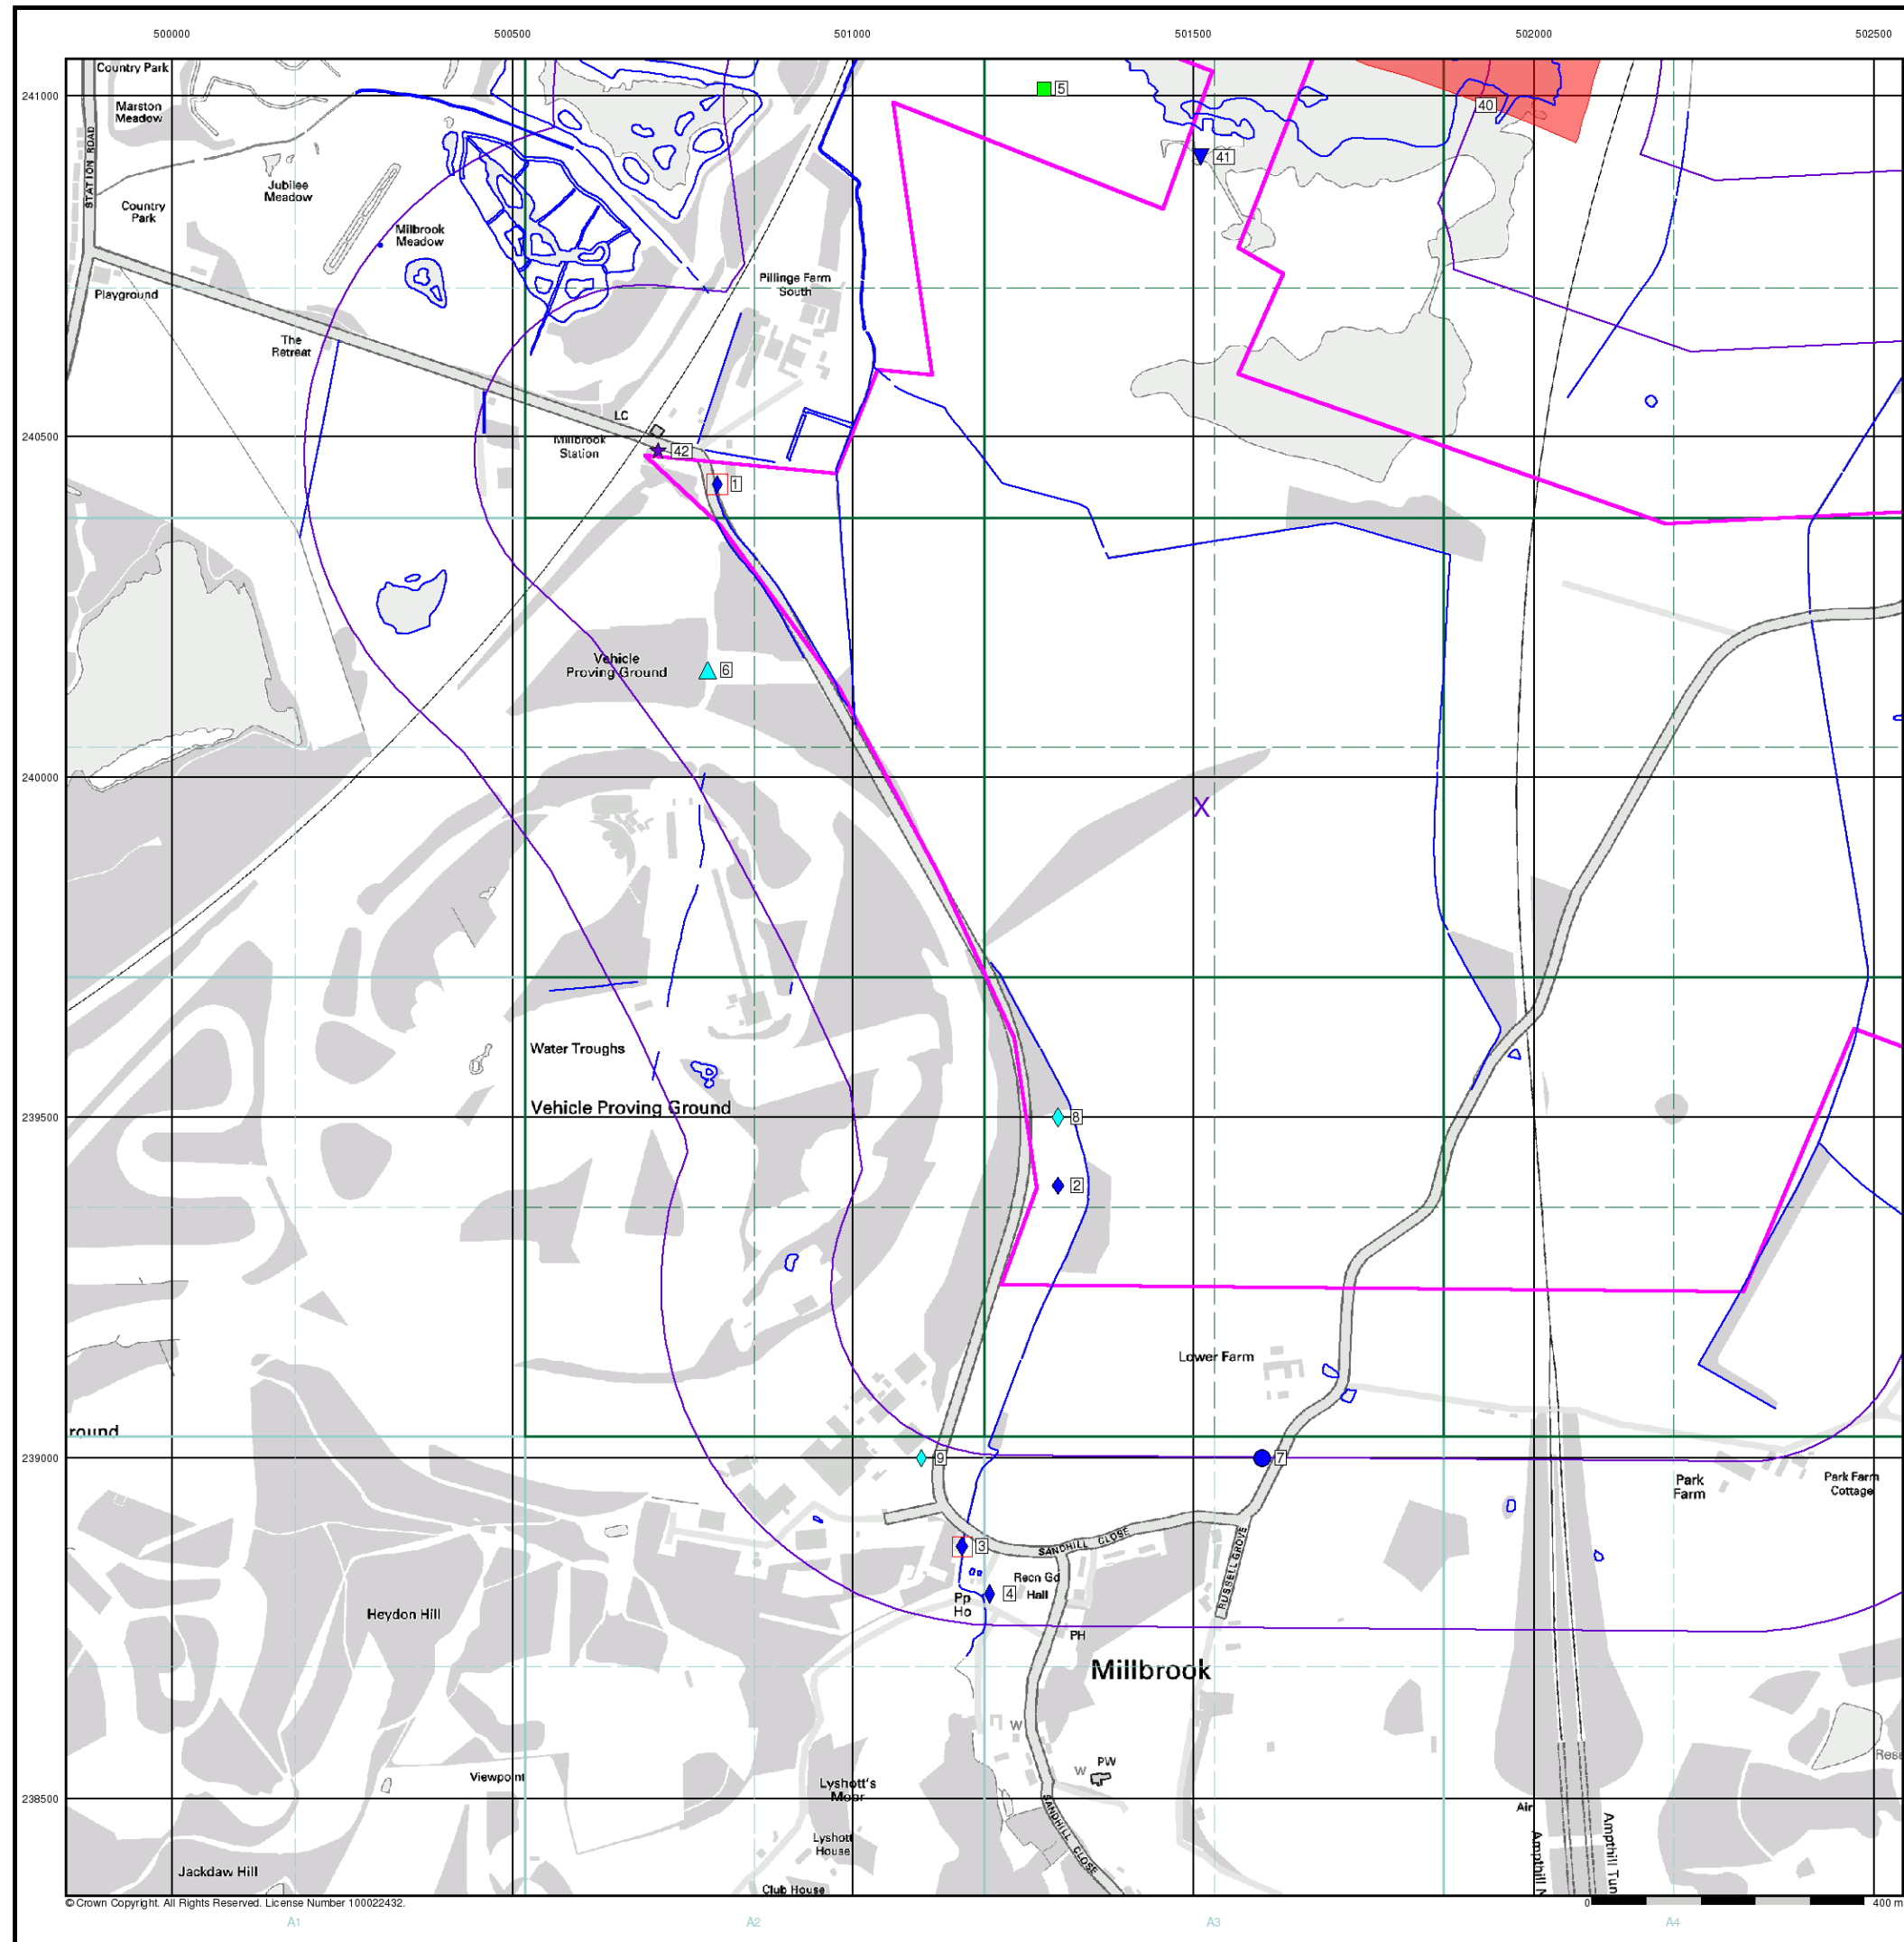 500000 500500 501000 501500 502000 502500
Country Park
241000
5
40
Marston
Meadow
STATION ROAD
41
Jubilee
Meadow
Country
Park
Milbrook
Meadow
Pillinge Farm
South
Playground
The
Retreat
LC
240500
Millbrook
Station
42
1
Vehicle
Proving Ground
6
240000
X
Water Troughs
Vehicle Proving Ground
239500
8
2
Lower Farm
round
239000
9
7
Park
Farm
Park Farm
Cottage
SANDHILL CLOSE
RUSSELL GROVE
3
Recn Gd
Hall
4
Pp
Ho
Heydon Hill
PH
Millbrook
W
PW
W
Rese
Viewpoint
Lyshott's
Moor
238500
Air
SANDHILL CLOSE
Ampthill N
Ampthill Tun
Lyshott
House
Jackdaw Hill
Club House
© Crown Copyright. All Rights Reserved. License Number 100022432.
0 400 m
A1 A2 A3 A4